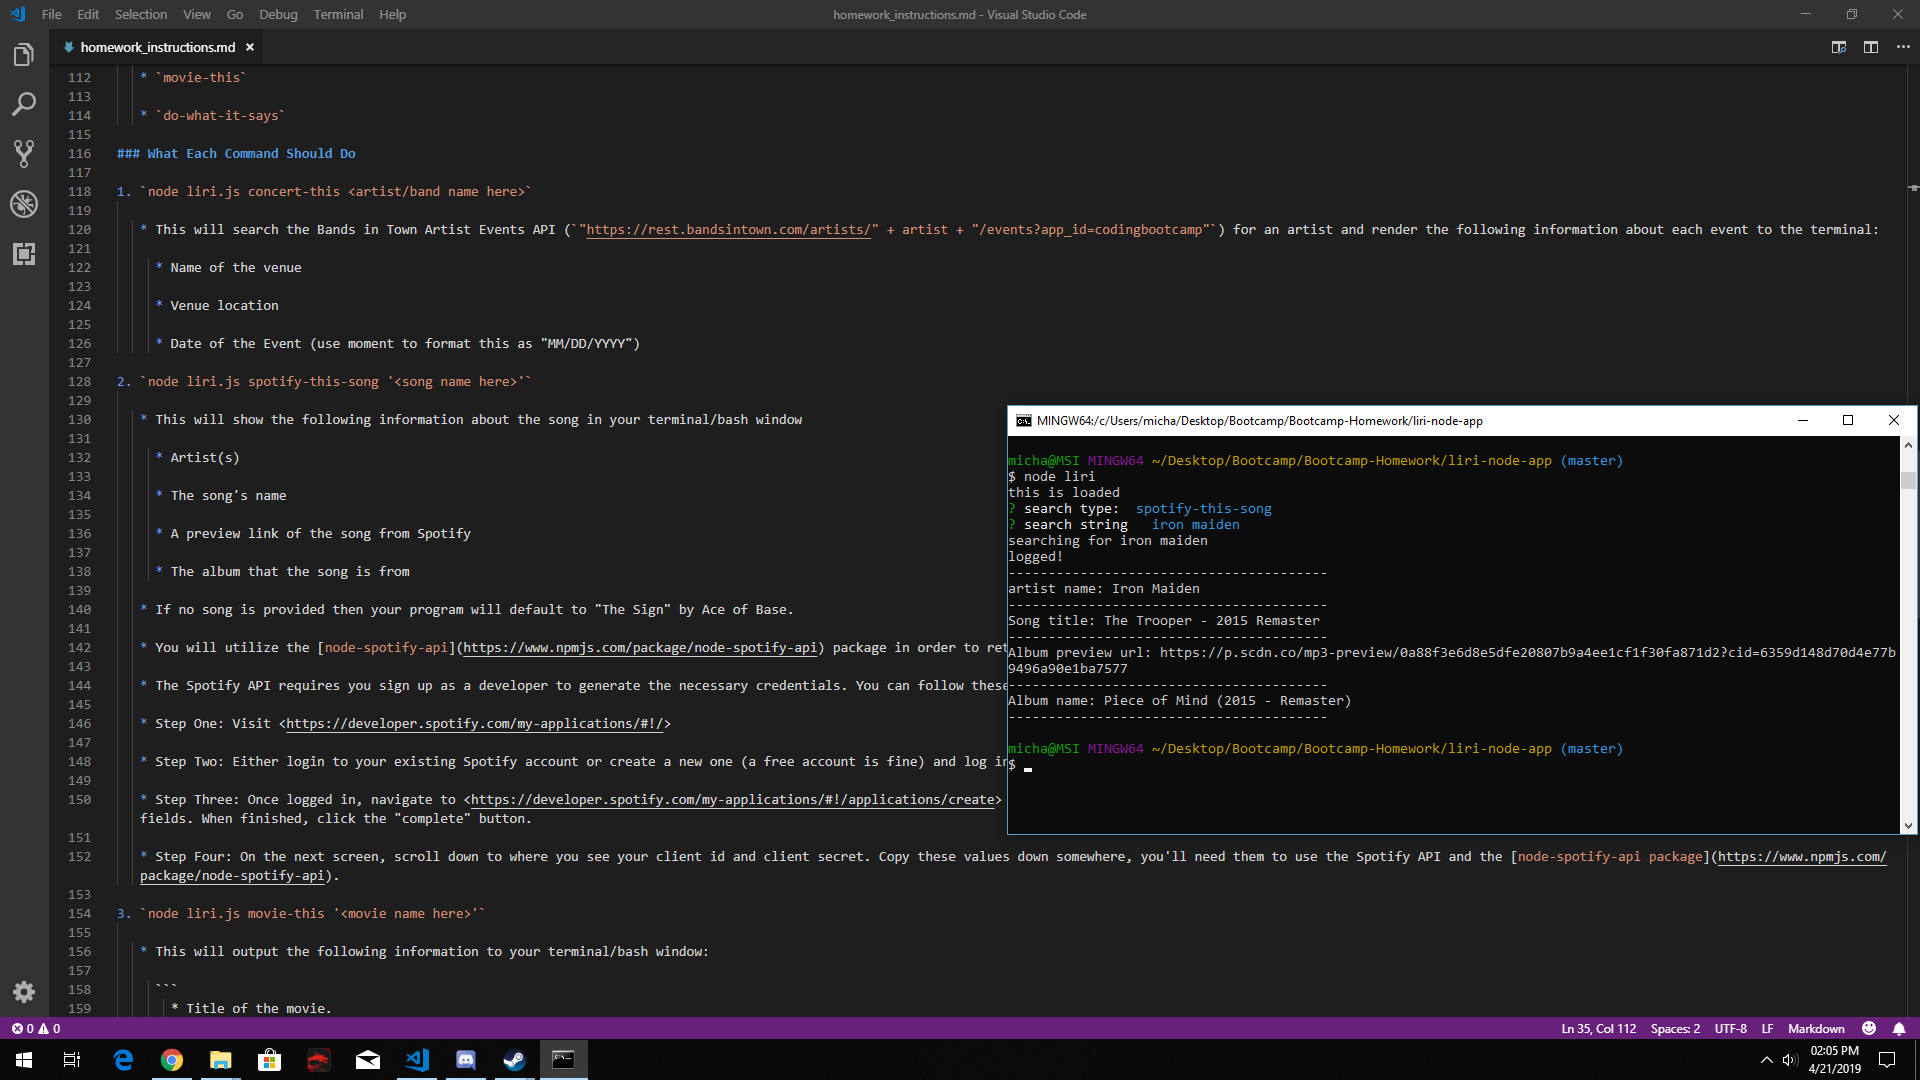 File Edit Selection View Go Debug Terminal Help
homework_instructions.md - Visual Studio Code
homework_instructions.md
112 * `movie-this`
113
114 * `do-what-it-says`
115
116 ### What Each Command Should Do
117
118 1. `node liri.js concert-this <artist/band name here>`
119
120 * This will search the Bands in Town Artist Events API (`"https://rest.bandsintown.com/artists/" + artist + "/events?app_id=codingbootcamp"`) for an artist and render the following information about each event to the terminal:
121
122 * Name of the venue
123
124 * Venue location
125
126 * Date of the Event (use moment to format this as "MM/DD/YYYY")
127
128 2. `node liri.js spotify-this-song '<song name here>'`
129
130 * This will show the following information about the song in your terminal/bash window
131
132 * Artist(s)
133
134 * The song's name
135
136 * A preview link of the song from Spotify
137
138 * The album that the song is from
139
140 * If no song is provided then your program will default to "The Sign" by Ace of Base.
141
142 * You will utilize the [node-spotify-api](https://www.npmjs.com/package/node-spotify-api) package in order to ret
143
144 * The Spotify API requires you sign up as a developer to generate the necessary credentials. You can follow these
145
146 * Step One: Visit <https://developer.spotify.com/my-applications/#!/>
147
148 * Step Two: Either login to your existing Spotify account or create a new one (a free account is fine) and log in
149
150 * Step Three: Once logged in, navigate to <https://developer.spotify.com/my-applications/#!/applications/create>
fields. When finished, click the "complete" button.
151
152 * Step Four: On the next screen, scroll down to where you see your client id and client secret. Copy these values down somewhere, you'll need them to use the Spotify API and the [node-spotify-api package](https://www.npmjs.com/
package/node-spotify-api).
153
154 3. `node liri.js movie-this '<movie name here>'`
155
156 * This will output the following information to your terminal/bash window:
157
158 ```
159 * Title of the movie.
MINGW64:/c/Users/micha/Desktop/Bootcamp/Bootcamp-Homework/liri-node-app
micha@MSI MINGW64 ~/Desktop/Bootcamp/Bootcamp-Homework/liri-node-app (master)
$ node liri
this is loaded
? search type: spotify-this-song
? search string iron maiden
searching for iron maiden
logged!
----------------------------------------
artist name: Iron Maiden
----------------------------------------
Song title: The Trooper - 2015 Remaster
----------------------------------------
Album preview url: https://p.scdn.co/mp3-preview/0a88f3e6d8e5dfe20807b9a4ee1cf1f30fa871d2?cid=6359d148d70d4e77b
9496a90e1ba7577
----------------------------------------
Album name: Piece of Mind (2015 - Remaster)
----------------------------------------
micha@MSI MINGW64 ~/Desktop/Bootcamp/Bootcamp-Homework/liri-node-app (master)
$
0 0
Ln 35, Col 112 Spaces: 2 UTF-8 LF Markdown
02:05 PM
4/21/2019